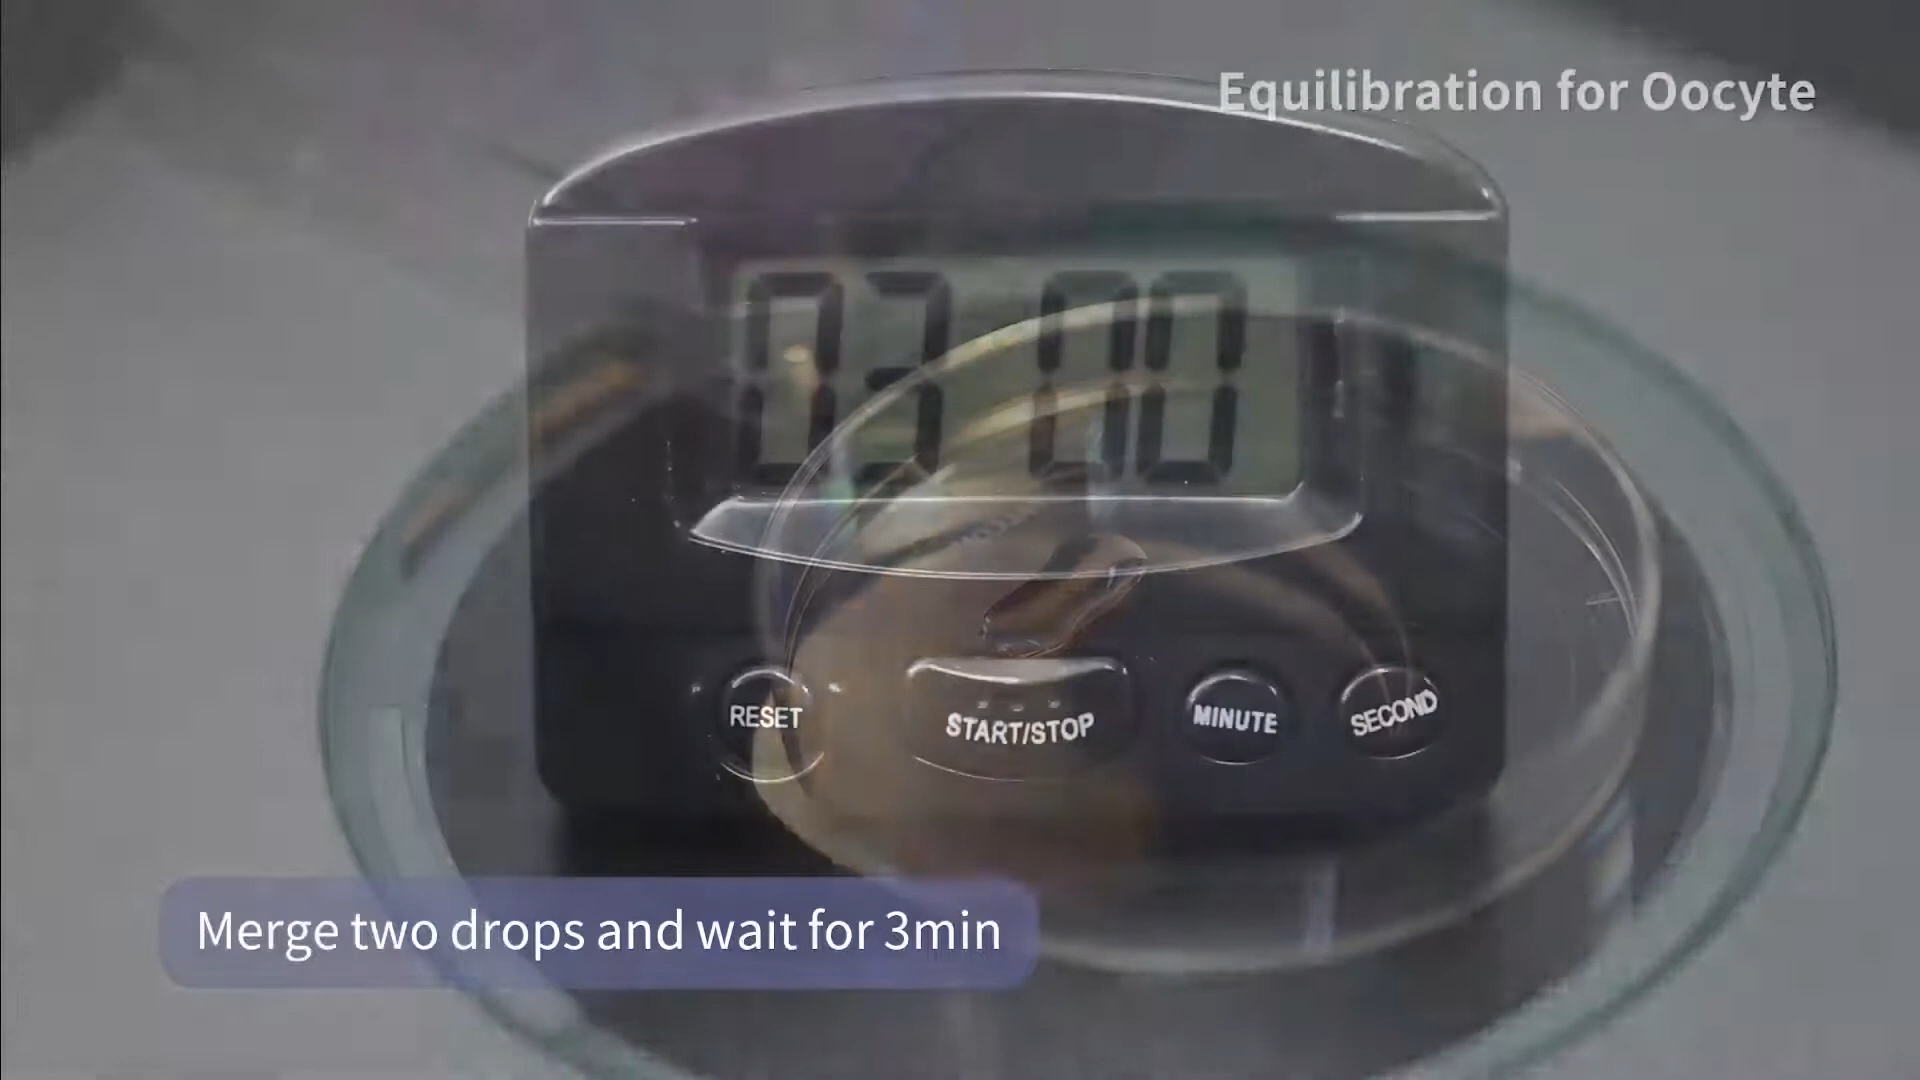 Equilibration for Oocyte
03 00
RESET
START/STOP
MINUTE
SECOND
Merge two drops and wait for 3min